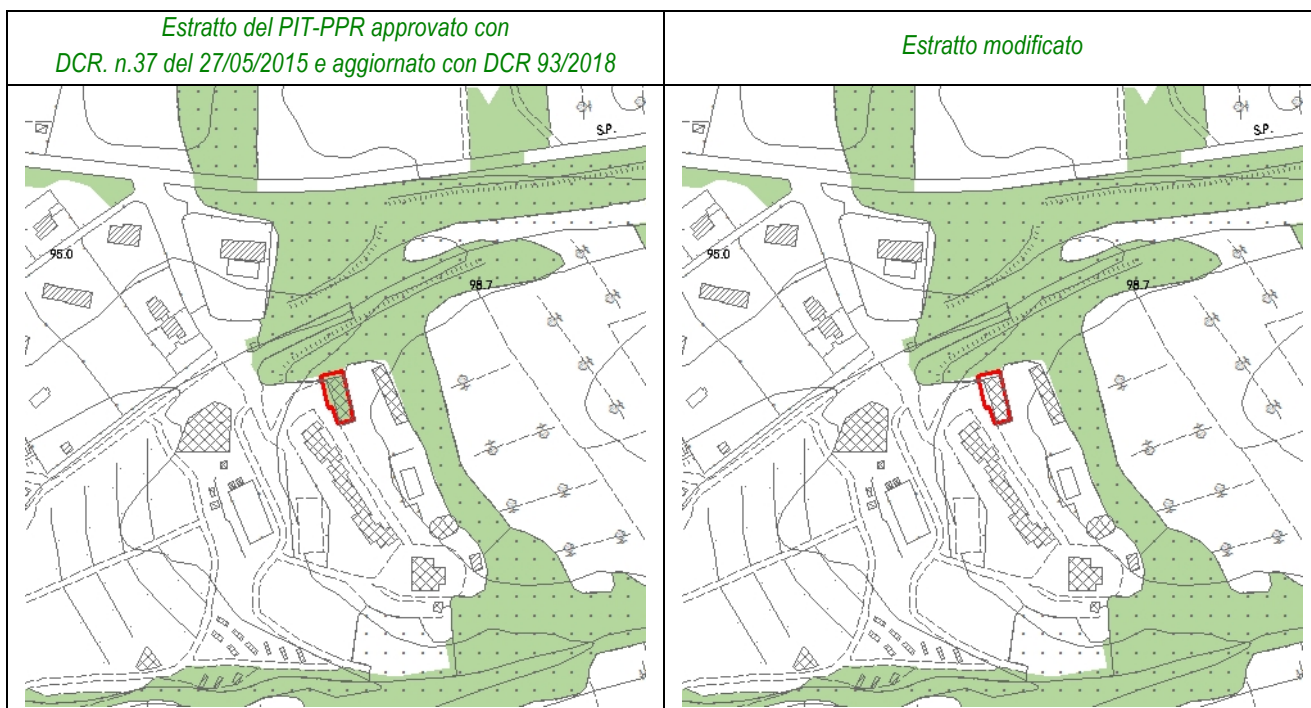 Estratto del PIT-PPR approvato con
DCR. n.37 del 27/05/2015 e aggiornato con DCR 93/2018
Estratto modificato
S.P.
95.0
98.7
S.P.
95.0
98.7